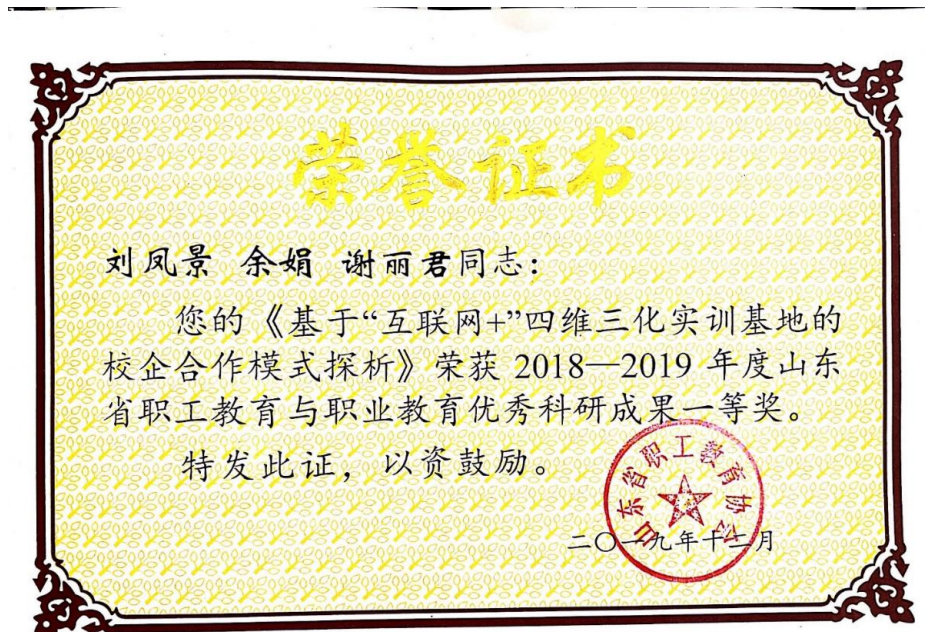 荣誉证书
刘凤景 余娟 谢丽君同志：
您的《基于“互联网+”四维三化实训基地的
校企合作模式探析》荣获 2018—2019 年度山东
省职工教育与职业教育优秀科研成果一等奖。
特发此证，以资鼓励。
山东省职工教育协会
二〇一九年十二月